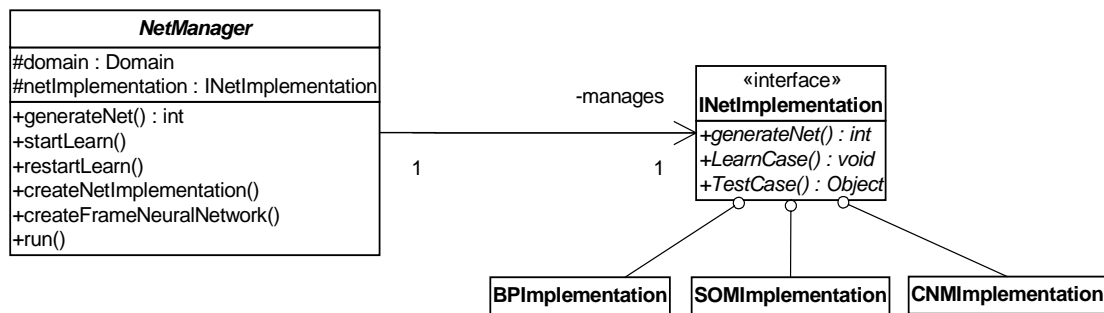 NetManager
#domain : Domain
#netImplementation : INetImplementation
+generateNet() : int
+startLearn()
+restartLearn()
+createNetImplementation()
+createFrameNeuralNetwork()
+run()
-manages
1
1
«interface»
INetImplementation
+generateNet() : int
+LearnCase() : void
+TestCase() : Object
BPImplementation
SOMImplementation
CNMImplementation